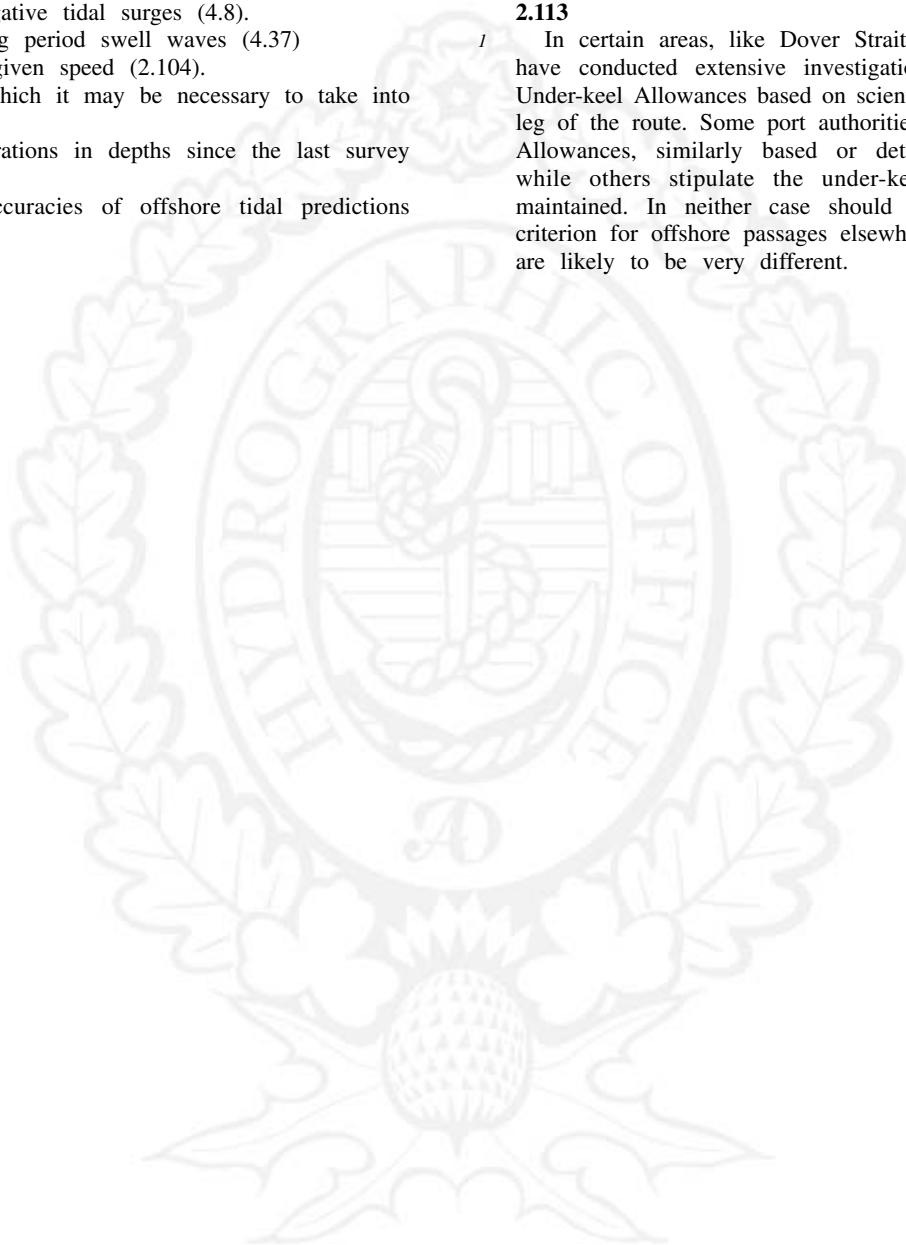 gative tidal surges (4.8).
g period swell waves (4.37)
given speed (2.104).
hich it may be necessary to take into
rations in depths since the last survey
ccuracies of offshore tidal predictions
2.113
1
In certain areas, like Dover Strait
have conducted extensive investigatio
Under-keel Allowances based on scien
leg of the route. Some port authoritie
Allowances, similarly based or det
while others stipulate the under-ke
maintained. In neither case should
criterion for offshore passages elsewh
are likely to be very different.
HYDROGRAPHIC OFFICE